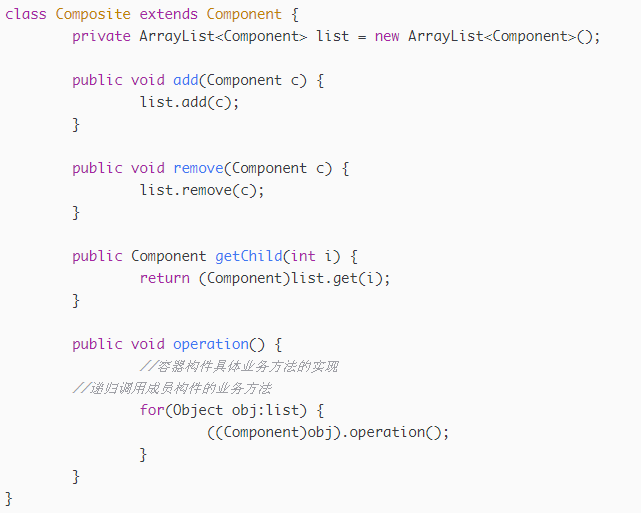 class Composite extends Component {
private ArrayList<Component> list = new ArrayList<Component>();
public void add(Component c) {
list.add(c);
}
public void remove(Component c) {
list.remove(c);
}
public Component getChild(int i) {
return (Component)list.get(i);
}
public void operation() {
//容器构件具体业务方法的实现
//递归调用成员构件的业务方法
for(Object obj:list) {
((Component)obj).operation();
}
}
}